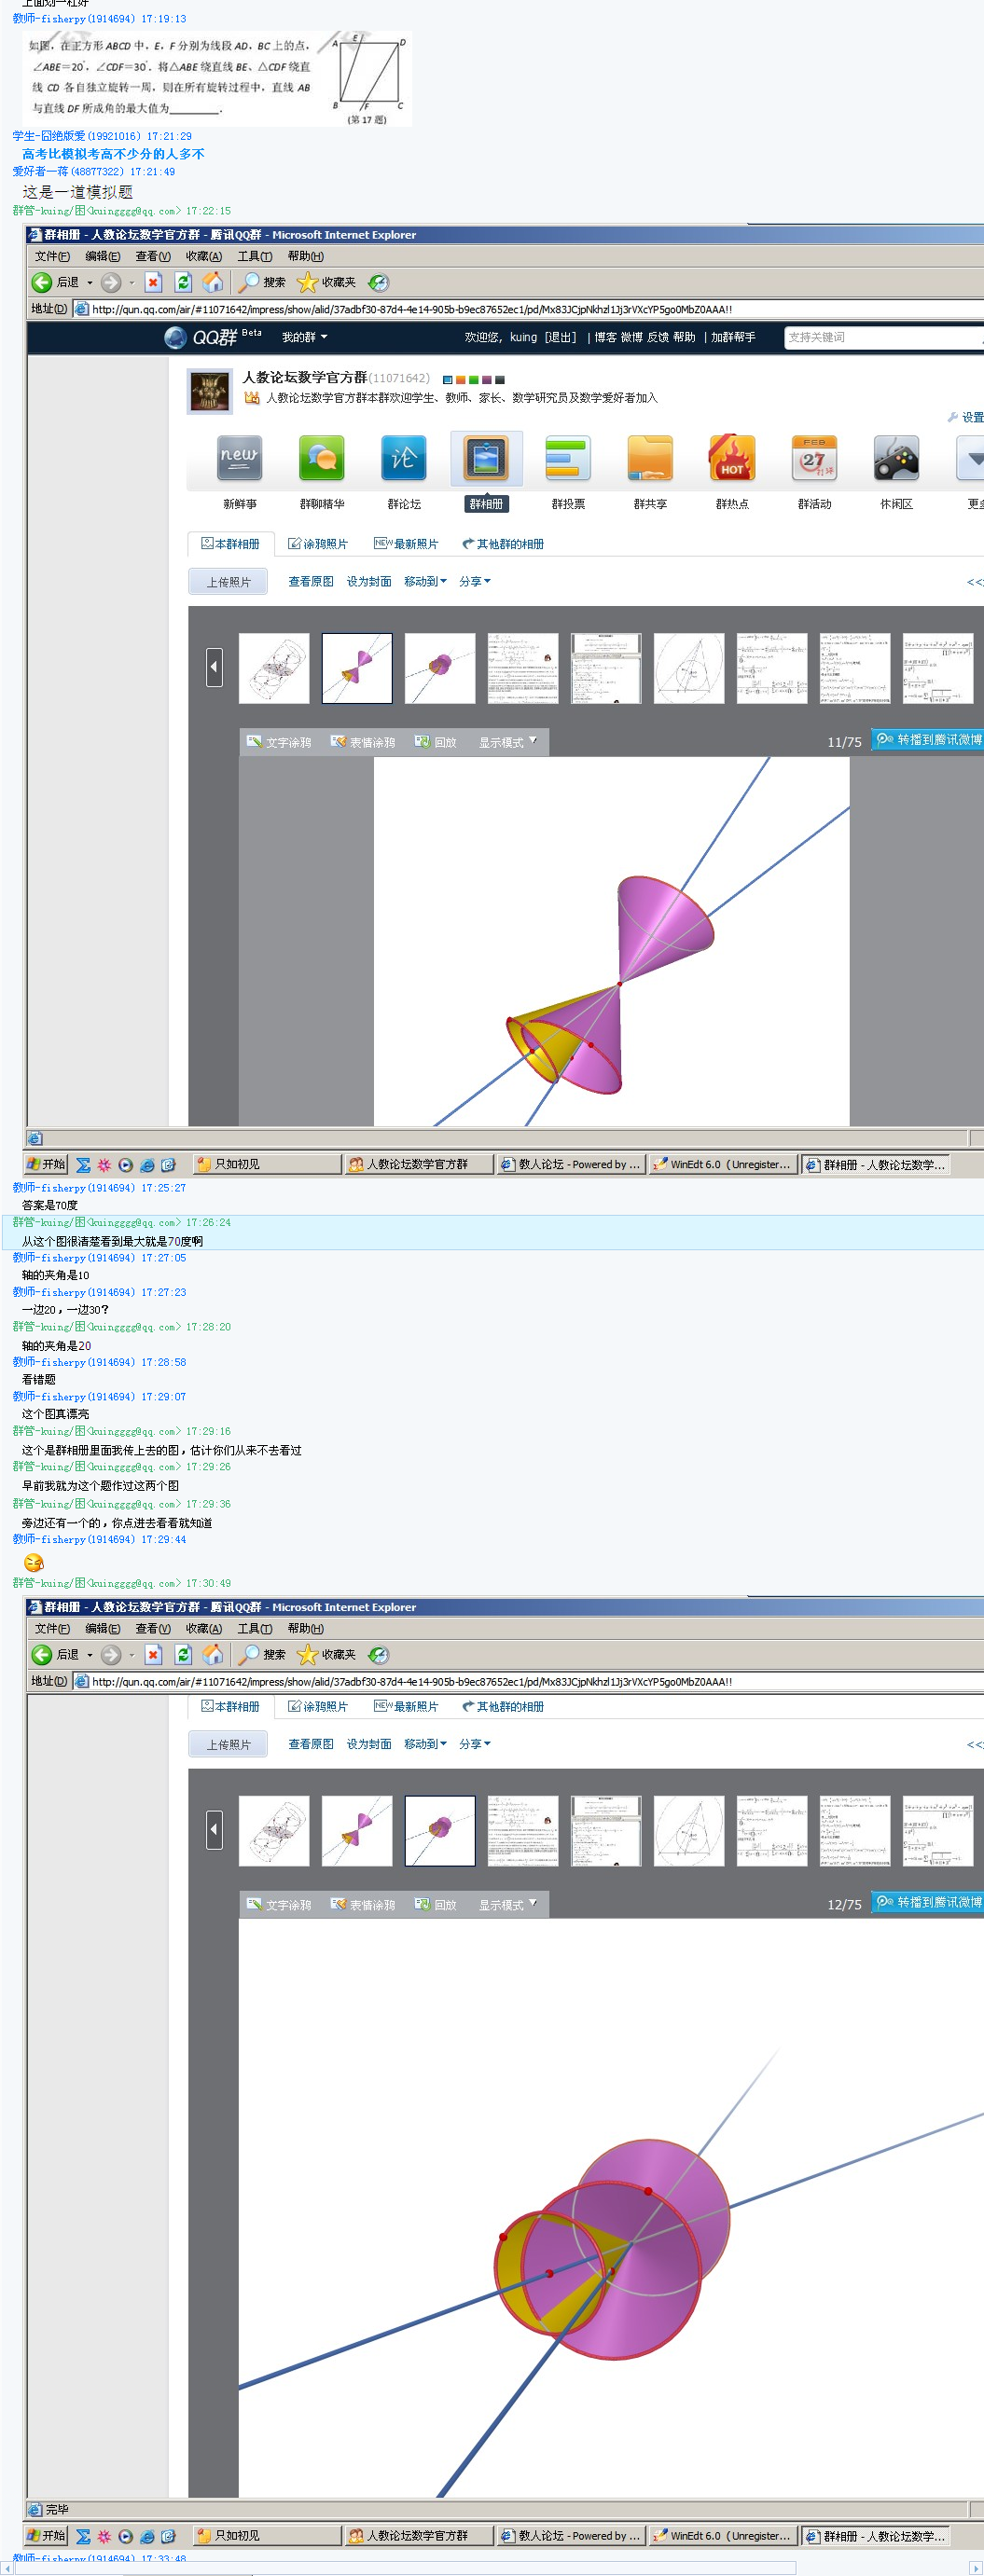 上面划一杠好
教师-fisherpy(1914694) 17:19:13
如图, 在正方形 ABCD 中, E, F 分别为线段 AD, BC 上的点,
∠ABE=20°, ∠CDF=30°. 将△ABE 绕直线 BE、△CDF 绕直
线 CD 各自独立旋转一周, 则在所有旋转过程中, 直线 AB
与直线 DF 所成角的最大值为________.
A E D
B F C
(第 17 题)
学生-囧绝版爱(19921016) 17:21:29
高考比模拟考高不少分的人多不
爱好者一蒋(48877322) 17:21:49
这是一道模拟题
群管-kuing/囧<kuingggg@qq.com> 17:22:15
群相册 - 人教论坛数学官方群 - 腾讯QQ群 - Microsoft Internet Explorer
文件(F) 编辑(E) 查看(V) 收藏(A) 工具(T) 帮助(H)
后退 搜索 收藏夹
地址(D) http://qun.qq.com/air/#11071642/impress/show/alid/37adbf30-87d4-4e14-905b-b9ec87652ec1/pd/Mx83JCjpNkhzl1Jj3rVXcYP5go0MbZ0AAA!!
QQ群 Beta 我的群 欢迎您, kuing [退出] | 博客 微博 反馈 帮助 | 加群帮手 支持关键词
人教论坛数学官方群(11071642)
人教论坛数学官方群本群欢迎学生、教师、家长、数学研究员及数学爱好者加入
设置
new 论 HOT FEB. 27
新鲜事 群聊精华 群论坛 群相册 群投票 群共享 群热点 群活动 休闲区 更多
本群相册 涂鸦照片 NEW 最新照片 其他群的相册
上传照片 查看原图 设为封面 移动到 分享 <<
文字涂鸦 表情涂鸦 回放 显示模式 11/75 转播到腾讯微博
开始 只如初见 人教论坛数学官方群 教人论坛 - Powered by ... WinEdt 6.0 (Unregister... 群相册 - 人教论坛数学...
教师-fisherpy(1914694) 17:25:27
答案是70度
群管-kuing/囧<kuingggg@qq.com> 17:26:24
从这个图很清楚看到最大就是70度啊
教师-fisherpy(1914694) 17:27:05
轴的夹角是10
教师-fisherpy(1914694) 17:27:23
一边20，一边30?
群管-kuing/囧<kuingggg@qq.com> 17:28:20
轴的夹角是20
教师-fisherpy(1914694) 17:28:58
看错题
教师-fisherpy(1914694) 17:29:07
这个图真漂亮
群管-kuing/囧<kuingggg@qq.com> 17:29:16
这个是群相册里面我传上去的图，估计你们从来不去看过
群管-kuing/囧<kuingggg@qq.com> 17:29:26
早前我就为这个题作过这两个图
群管-kuing/囧<kuingggg@qq.com> 17:29:36
旁边还有一个的，你点进去看看就知道
教师-fisherpy(1914694) 17:29:44
群管-kuing/囧<kuingggg@qq.com> 17:30:49
群相册 - 人教论坛数学官方群 - 腾讯QQ群 - Microsoft Internet Explorer
文件(F) 编辑(E) 查看(V) 收藏(A) 工具(T) 帮助(H)
后退 搜索 收藏夹
地址(D) http://qun.qq.com/air/#11071642/impress/show/alid/37adbf30-87d4-4e14-905b-b9ec87652ec1/pd/Mx83JCjpNkhzl1Jj3rVXcYP5go0MbZ0AAA!!
本群相册 涂鸦照片 NEW 最新照片 其他群的相册
上传照片 查看原图 设为封面 移动到 分享 <<
文字涂鸦 表情涂鸦 回放 显示模式 12/75 转播到腾讯微博
完毕
开始 只如初见 人教论坛数学官方群 教人论坛 - Powered by ... WinEdt 6.0 (Unregister... 群相册 - 人教论坛数学...
教师-fisherpy(1914694) 17:33:48